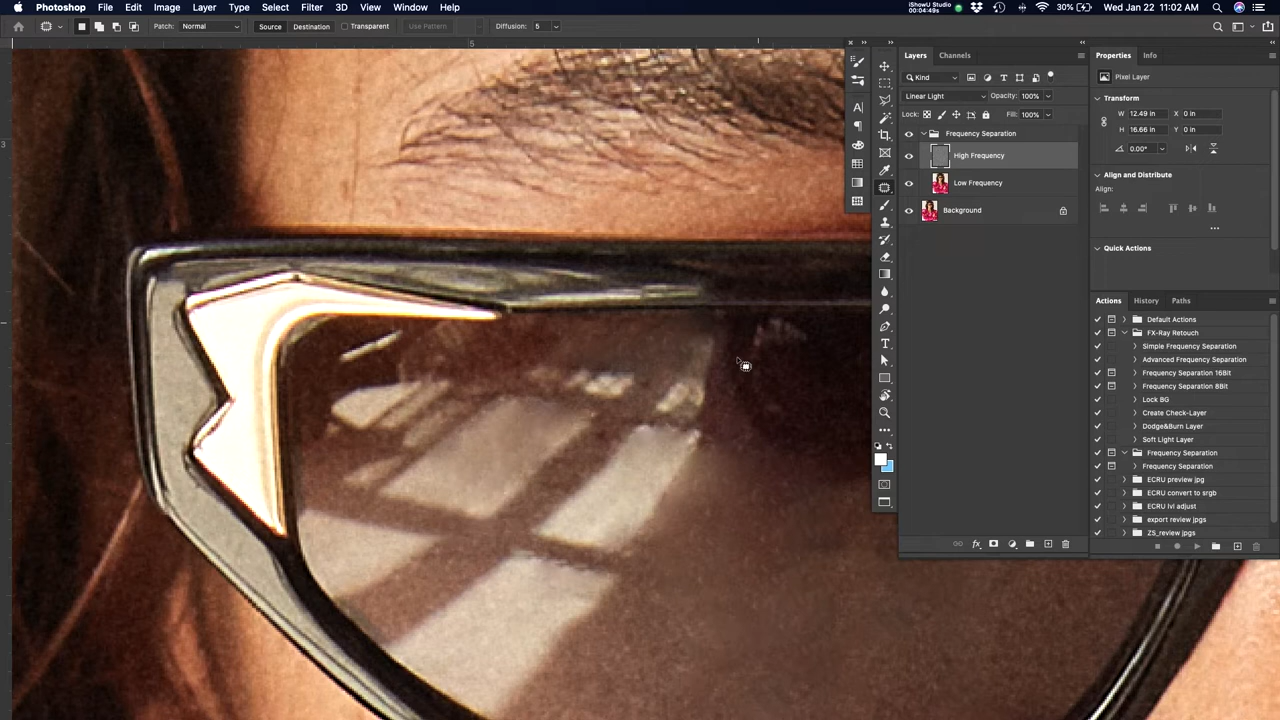 Photoshop File Edit Image Layer Type Select Filter 3D View Window Help
iShowU Studio
00:04:49s
30% Wed Jan 22 11:02 AM
Patch: Normal Source Destination Transparent Use Pattern Diffusion: 5
5
3
Layers Channels
Kind
Linear Light Opacity: 100%
Lock: Fill: 100%
Frequency Separation
High Frequency
Low Frequency
Background
Properties Info
Pixel Layer
Transform
W 12.49 in X 0 in
H 16.66 in Y 0 in
0.00°
Align and Distribute
Align:
Quick Actions
Actions History Paths
Default Actions
FX-Ray Retouch
Simple Frequency Separation
Advanced Frequency Separation
Frequency Separation 16Bit
Frequency Separation 8Bit
Lock BG
Create Check-Layer
Dodge&Burn Layer
Soft Light Layer
Frequency Separation
Frequency Separation
ECRU preview jpg
ECRU convert to srgb
ECRU lvl adjust
export review jpgs
ZS_review jpgs